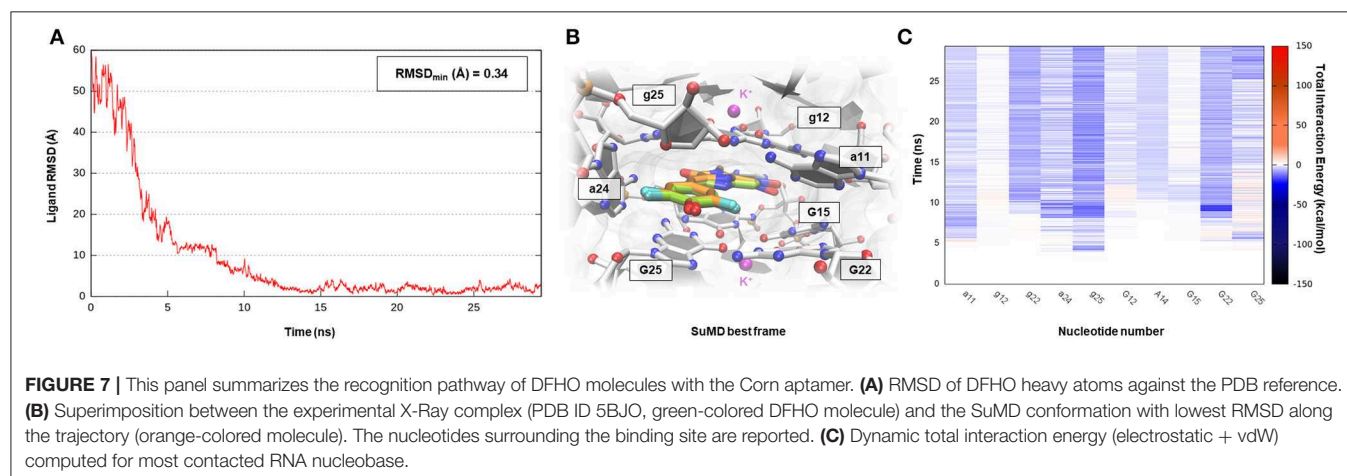 A
60
50
40
30
20
10
0
Ligand RMSD (Å)
RMSDmin (Å) = 0.34
0
5
10
15
20
25
Time (ns)
B
g25
K+
g12
a11
a24
G15
G25
K+
G22
SuMD best frame
C
25
20
15
10
5
0
Time (ns)
a11
g12
g22
a24
g25
G12
A14
G15
G22
G25
Nucleotide number
150
100
50
0
-50
-100
-150
Total Interaction Energy (kcal/mol)
FIGURE 7 | This panel summarizes the recognition pathway of DFHO molecules with the Corn aptamer. (A) RMSD of DFHO heavy atoms against the PDB reference.
(B) Superimposition between the experimental X-Ray complex (PDB ID 5BJO, green-colored DFHO molecule) and the SuMD conformation with lowest RMSD along
the trajectory (orange-colored molecule). The nucleotides surrounding the binding site are reported. (C) Dynamic total interaction energy (electrostatic + vdW)
computed for most contacted RNA nucleobase.